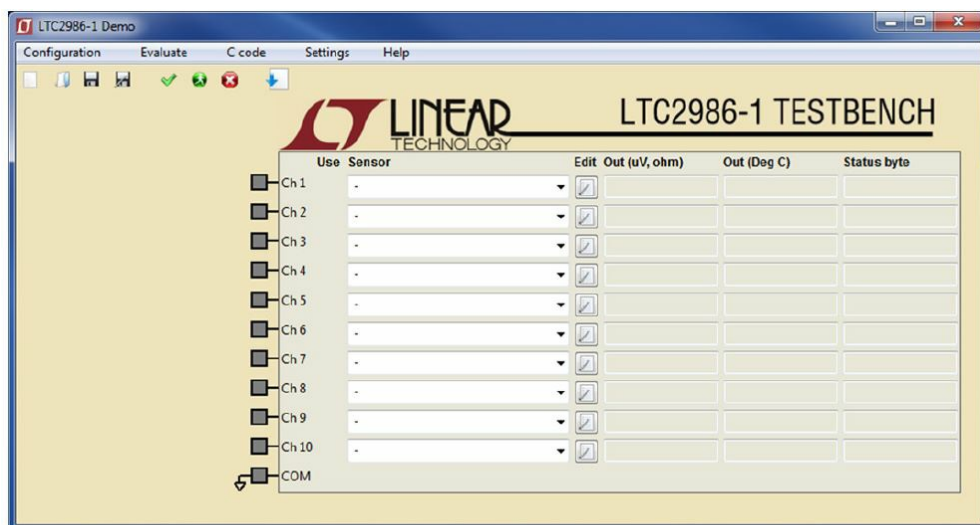 LTC2986-1 Demo
Configuration Evaluate C code Settings Help
LINEAR
TECHNOLOGY
LTC2986-1 TESTBENCH
Use Sensor Edit Out (uV, ohm) Out (Deg C) Status byte
Ch 1 -
Ch 2 -
Ch 3 -
Ch 4 -
Ch 5 -
Ch 6 -
Ch 7 -
Ch 8 -
Ch 9 -
Ch 10 -
COM